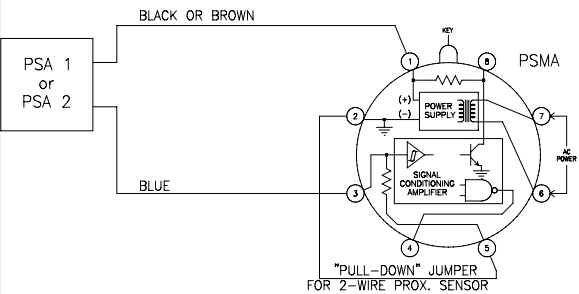 BLACK OR BROWN
KEY
PSA 1
or
PSA 2
1
8
PSMA
(+)
(-)
POWER
SUPPLY
2
7
AC
POWER
SIGNAL
CONDITIONING
AMPLIFIER
BLUE
3
6
4
5
"PULL-DOWN" JUMPER
FOR 2-WIRE PROX. SENSOR